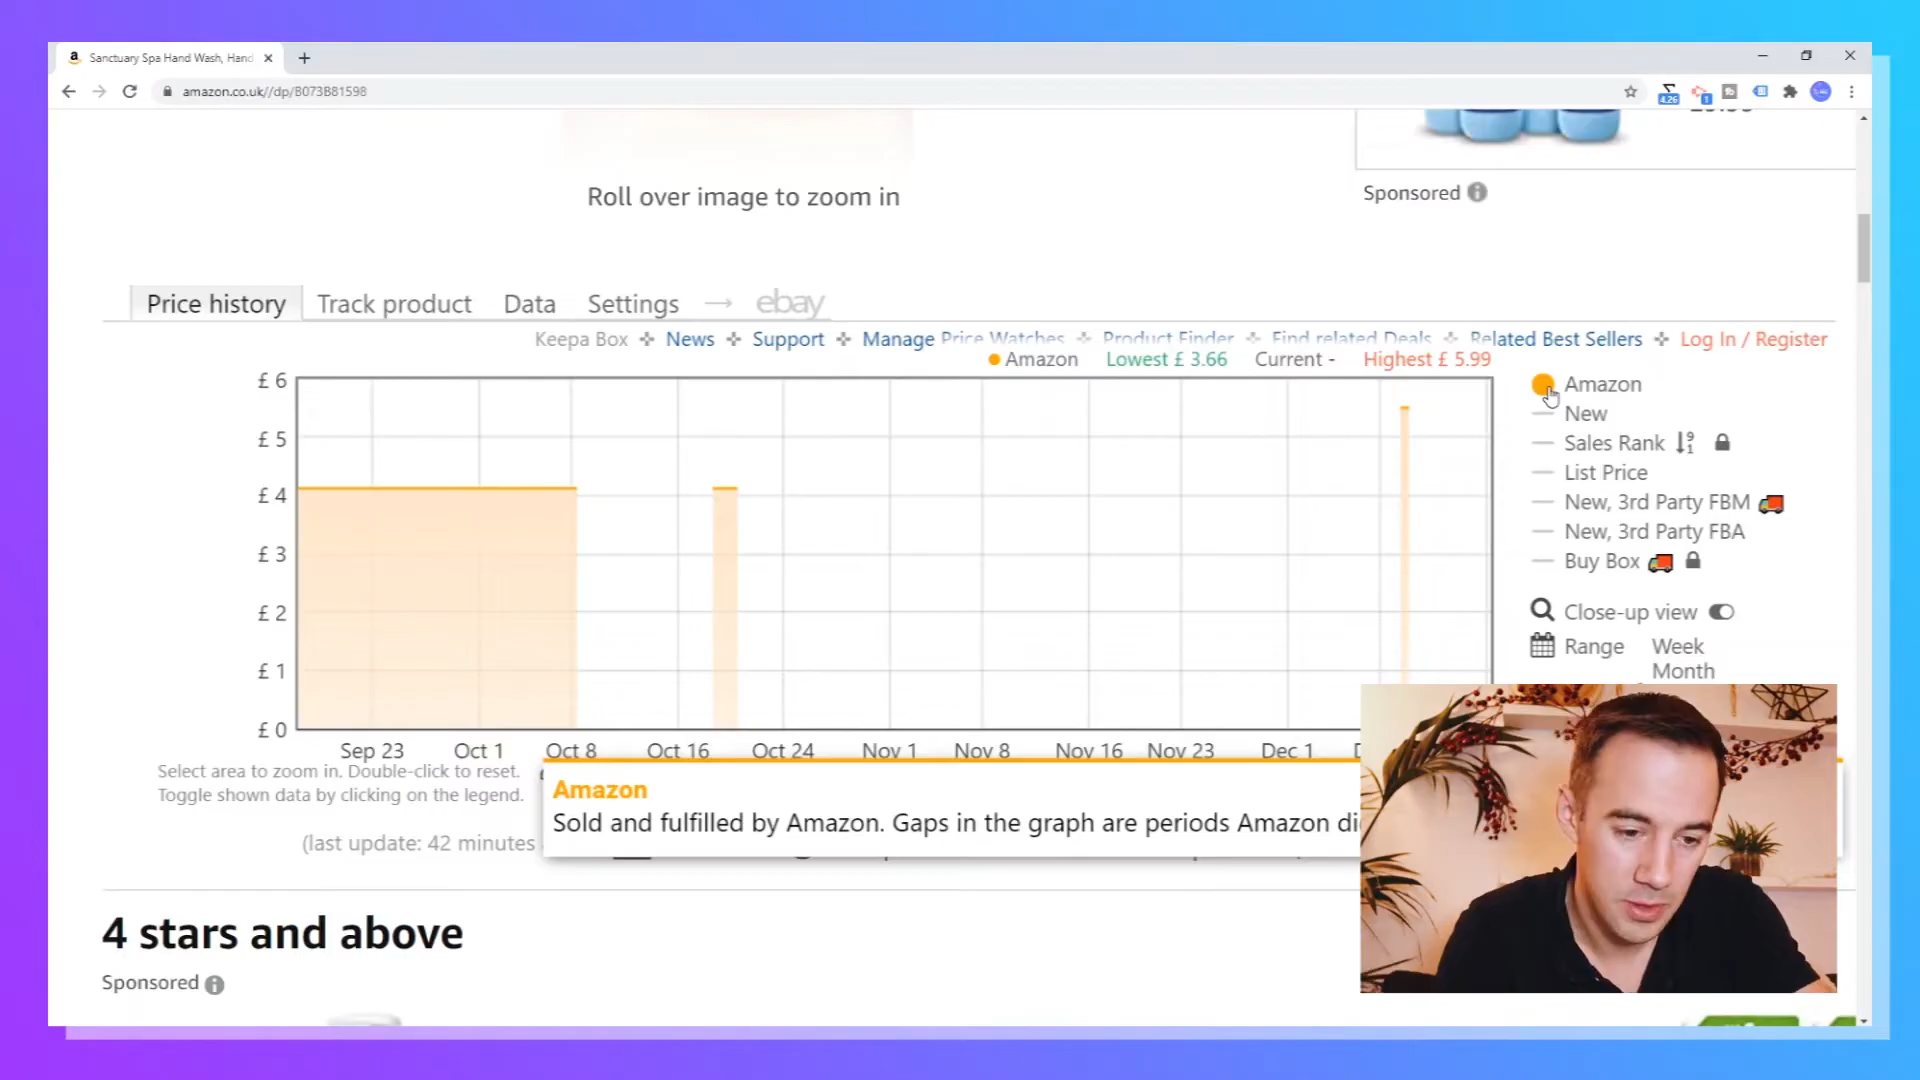 a Sanctuary Spa Hand Wash, Hand
amazon.co.uk//dp/B073B81598
4.26
1
Roll over image to zoom in
Sponsored
Price history Track product Data Settings → ebay
Keepa Box News Support Manage Price Watches Product Finder Find related Deals Related Best Sellers Log In / Register
Amazon Lowest £ 3.66 Current - Highest £ 5.99
£ 6
£ 5
£ 4
£ 3
£ 2
£ 1
£ 0
Sep 23 Oct 1 Oct 8 Oct 16 Oct 24 Nov 1 Nov 8 Nov 16 Nov 23 Dec 1
Amazon
New
Sales Rank
List Price
New, 3rd Party FBM
New, 3rd Party FBA
Buy Box
Close-up view
Range Week
Month
Select area to zoom in. Double-click to reset.
Toggle shown data by clicking on the legend.
(last update: 42 minutes
Amazon
Sold and fulfilled by Amazon. Gaps in the graph are periods Amazon di
4 stars and above
Sponsored